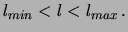 l_{min} < l < l_{max} .